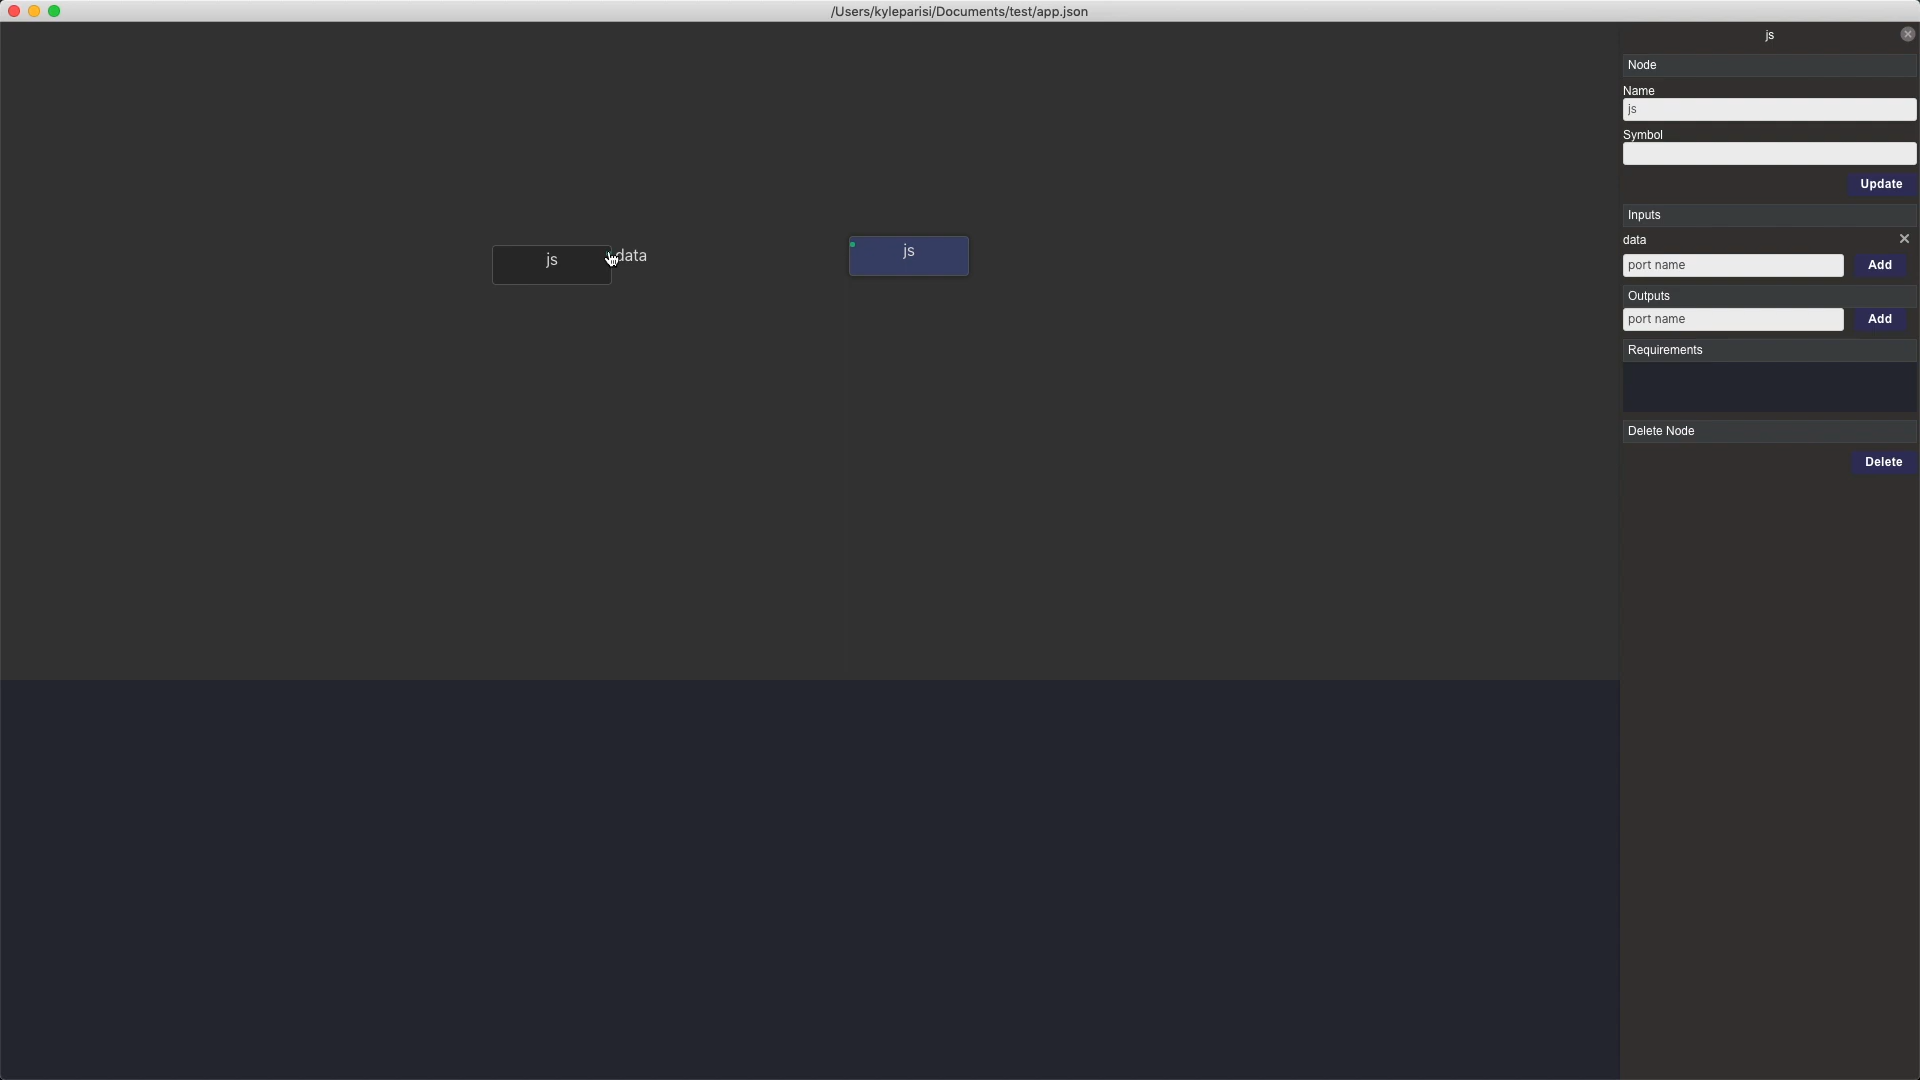 /Users/kyleparisi/Documents/test/app.json
js
data
js
js
Node
Name
js
Symbol
Update
Inputs
data
port name
Add
Outputs
port name
Add
Requirements
Delete Node
Delete